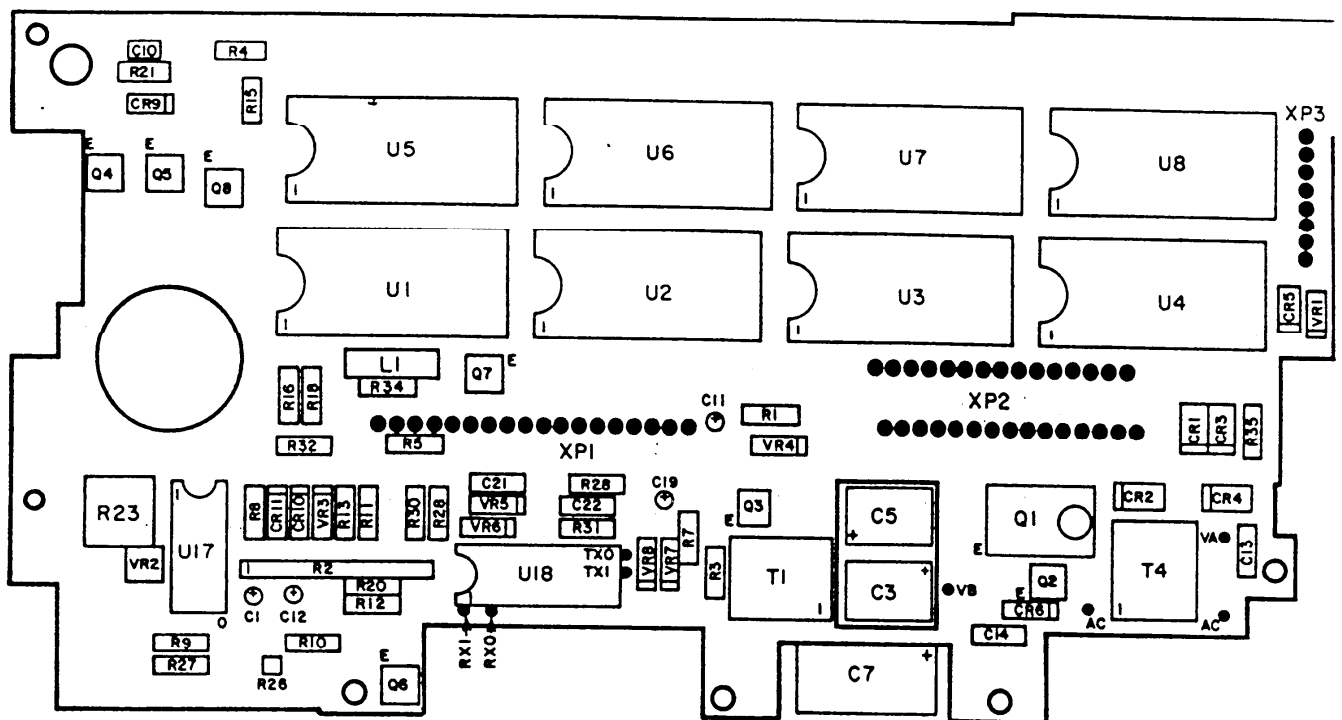 C10
R4
R21
CR9
R15
XP3
E
Q4
E
Q5
E
Q8
U5
1
U6
1
U7
1
U8
1
U1
1
U2
1
U3
1
U4
1
CR5
VR1
L1
R34
Q7
E
R16
R18
R32
R5
XP1
C11
R1
VR4
XP2
CR1
CR3
R35
R23
VR2
1
U17
R8
CR11
CR10
VR3
R13
R11
R30
R28
C21
VR5
VR6
R28
C22
R31
C19
Q3
E
R7
C5
+
C3
+
Q1
E
CR2
CR4
1
R2
R20
R12
C1
C12
U18
TX0
TX1
VR8
VR7
R3
T1
1
VB
Q2
E
CR6
C14
AC
T4
1
VA
C13
AC
R9
R27
R10
R26
E
Q6
RX1
RX0
C7
+